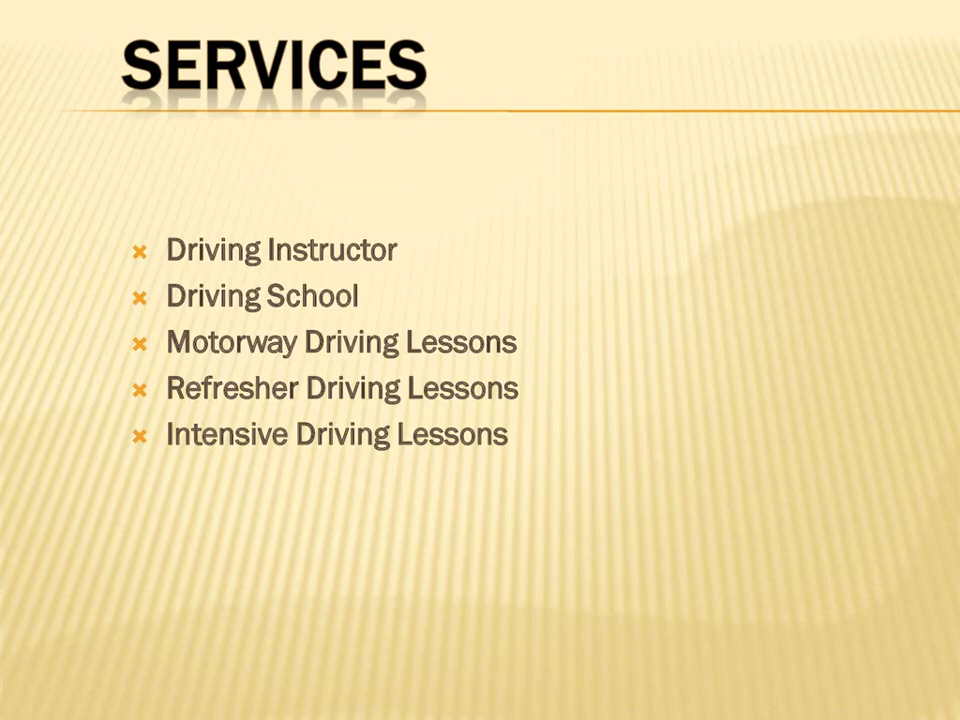 SERVICES
Driving Instructor
Driving School
Motorway Driving Lessons
Refresher Driving Lessons
Intensive Driving Lessons